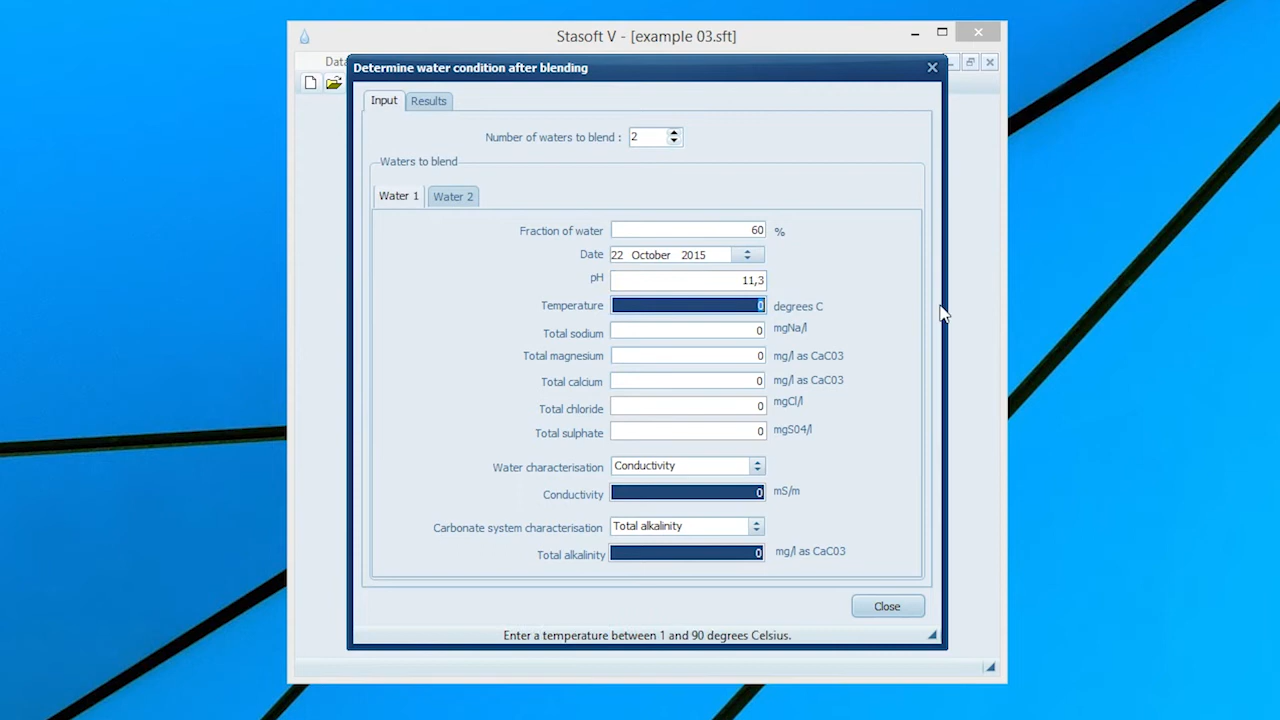 Stasoft V - [example 03.sft]
Determine water condition after blending
Input Results
Number of waters to blend : 2
Waters to blend
Water 1 Water 2
Fraction of water 60 %
Date 22 October 2015
pH 11,3
Temperature 0 degrees C
Total sodium 0 mgNa/l
Total magnesium 0 mg/l as CaC03
Total calcium 0 mg/l as CaC03
Total chloride 0 mgCl/l
Total sulphate 0 mgS04/l
Water characterisation Conductivity
Conductivity 0 mS/m
Carbonate system characterisation Total alkalinity
Total alkalinity 0 mg/l as CaC03
Close
Enter a temperature between 1 and 90 degrees Celsius.